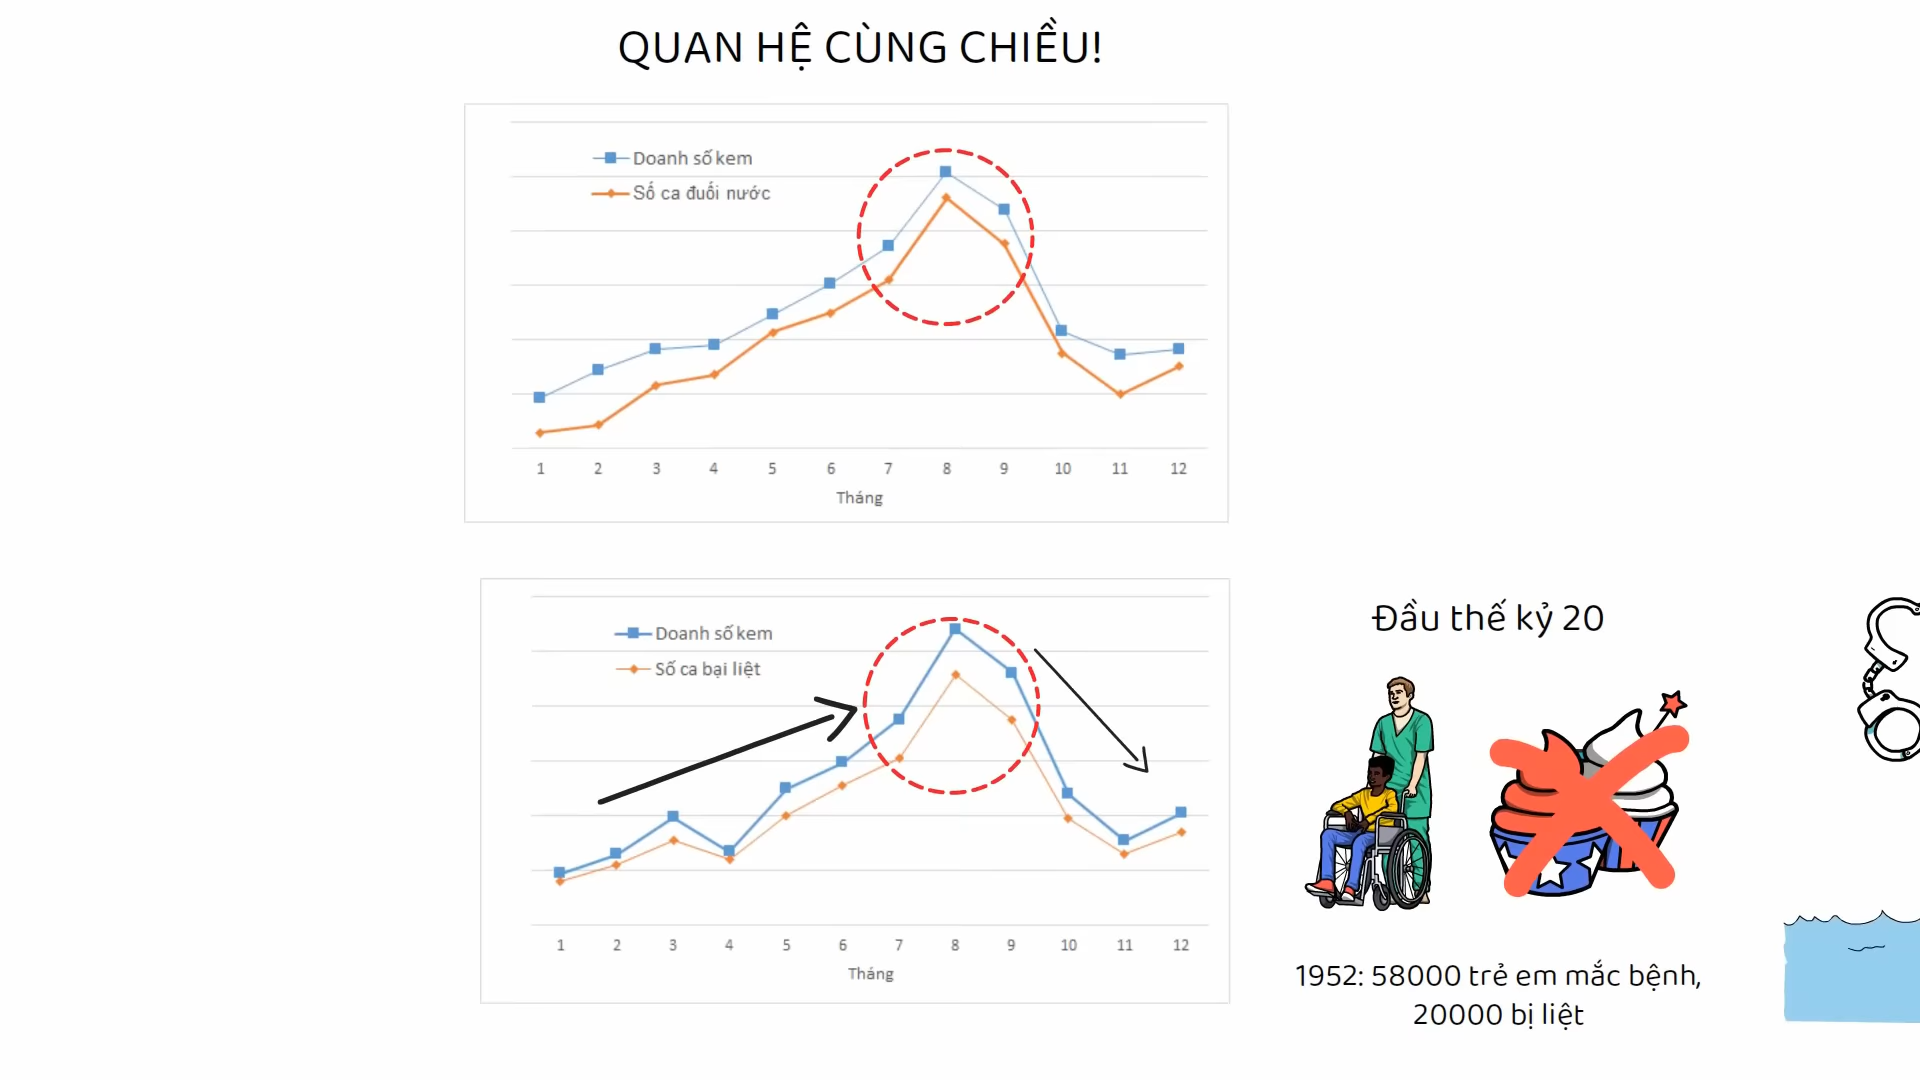 QUAN HỆ CÙNG CHIỀU!
Doanh số kem
Số ca đuối nước
1 2 3 4 5 6 7 8 9 10 11 12
Tháng
Doanh số kem
Số ca bại liệt
1 2 3 4 5 6 7 8 9 10 11 12
Tháng
Đầu thế kỷ 20
1952: 58000 trẻ em mắc bệnh,
20000 bị liệt